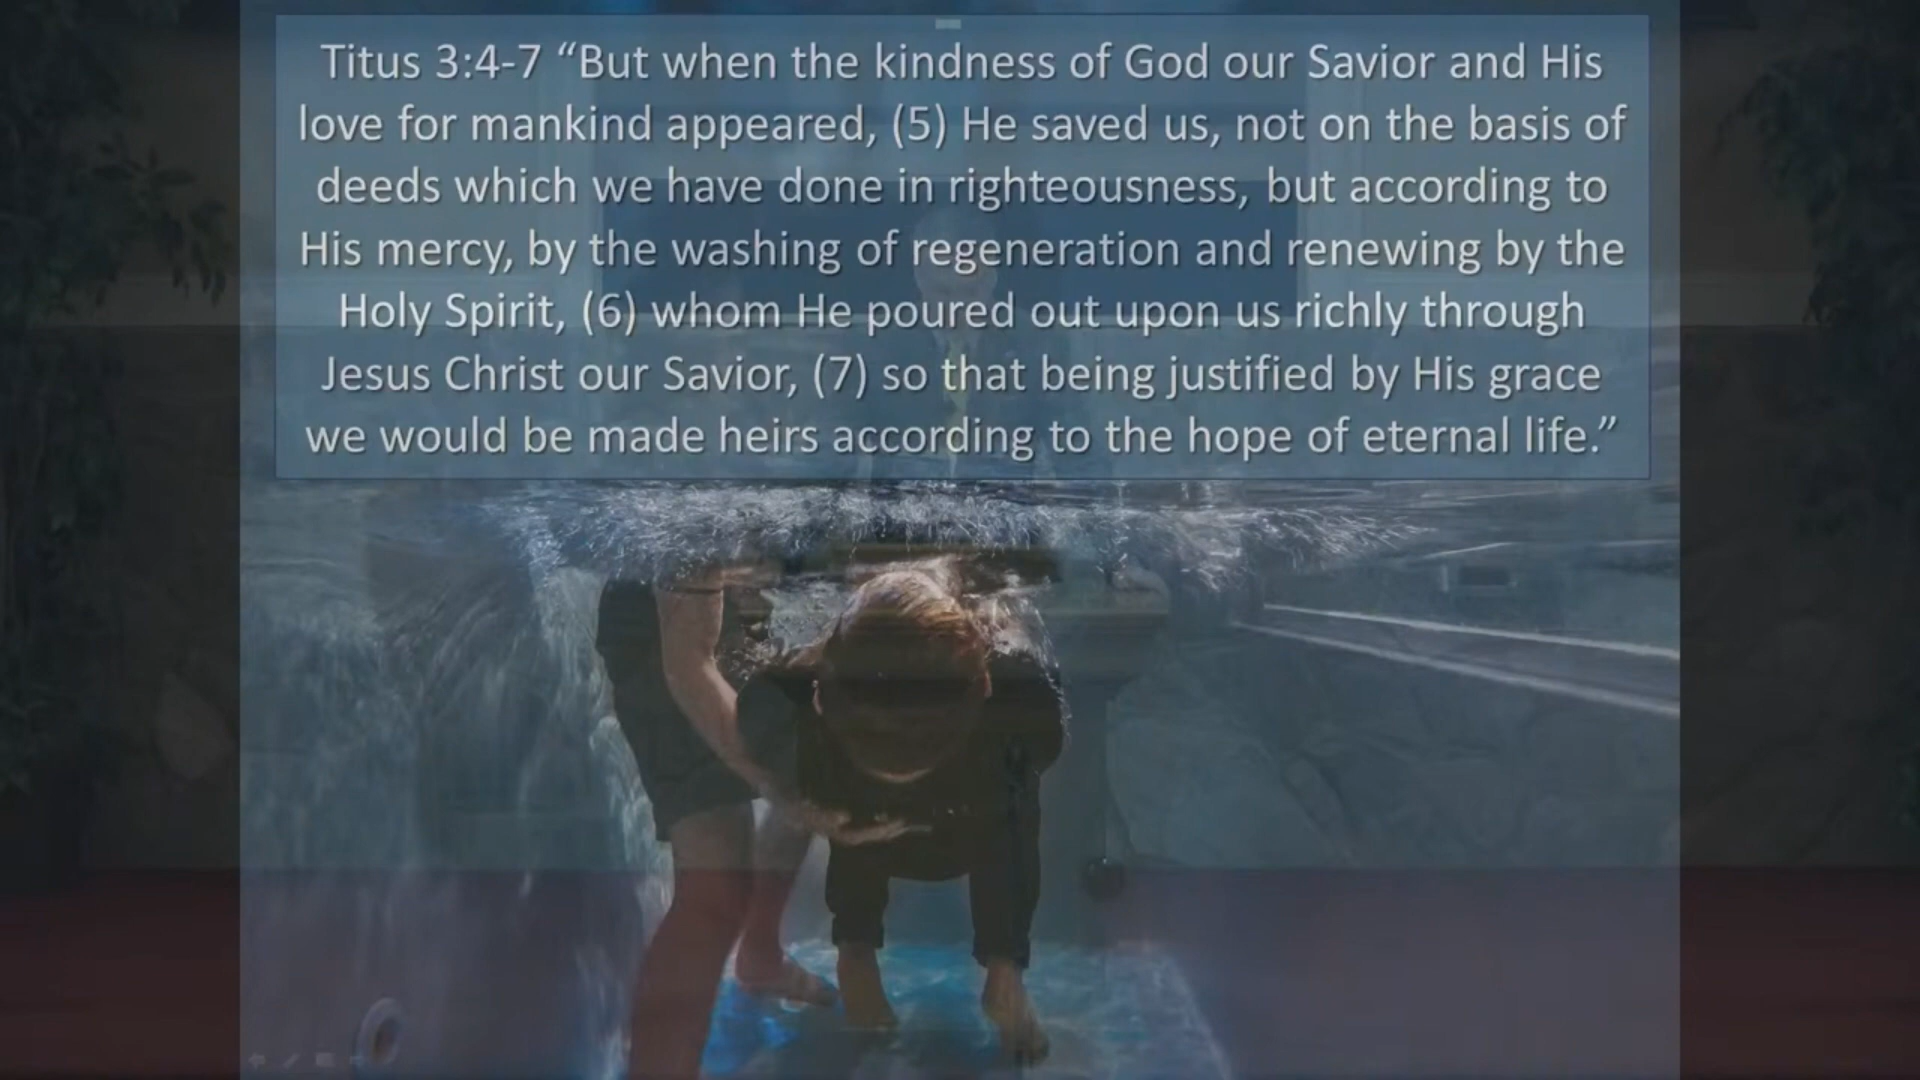 Titus 3:4-7 “But when the kindness of God our Savior and His
love for mankind appeared, (5) He saved us, not on the basis of
deeds which we have done in righteousness, but according to
His mercy, by the washing of regeneration and renewing by the
Holy Spirit, (6) whom He poured out upon us richly through
Jesus Christ our Savior, (7) so that being justified by His grace
we would be made heirs according to the hope of eternal life.”